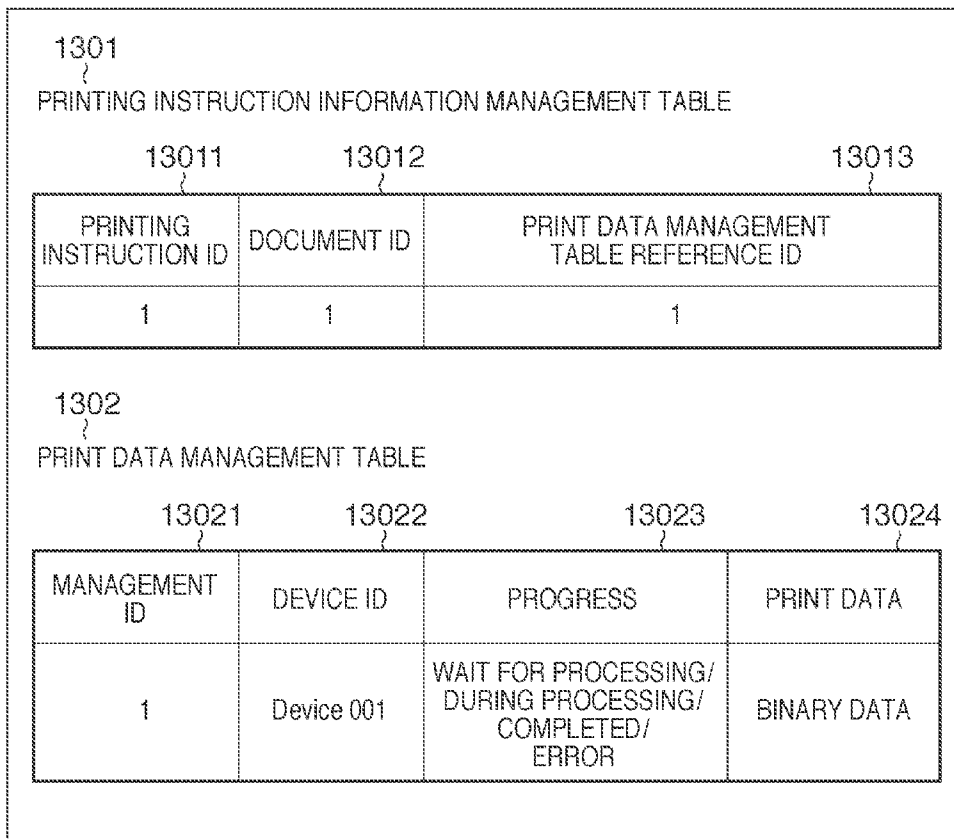 1301
PRINTING INSTRUCTION INFORMATION MANAGEMENT TABLE
13011 13012 13013
PRINTING INSTRUCTION ID
DOCUMENT ID
PRINT DATA MANAGEMENT
TABLE REFERENCE ID
1 1 1
1302
PRINT DATA MANAGEMENT TABLE
13021 13022 13023 13024
MANAGEMENT
ID
DEVICE ID
PROGRESS
PRINT DATA
1
Device 001
WAIT FOR PROCESSING/
DURING PROCESSING/
COMPLETED/
ERROR
BINARY DATA